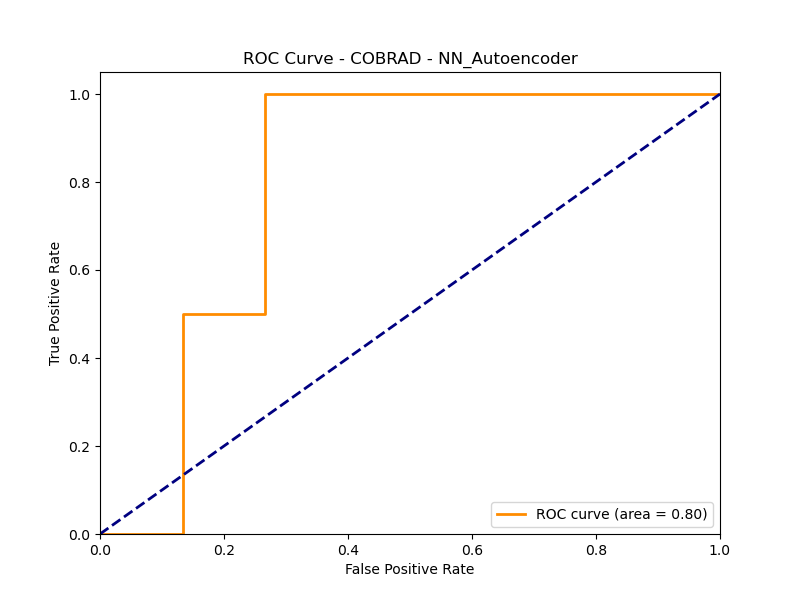 ROC Curve - COBRAD - NN_Autoencoder
True Positive Rate
1.0
0.8
0.6
0.4
0.2
0.0
0.0 0.2 0.4 0.6 0.8 1.0
False Positive Rate
ROC curve (area = 0.80)